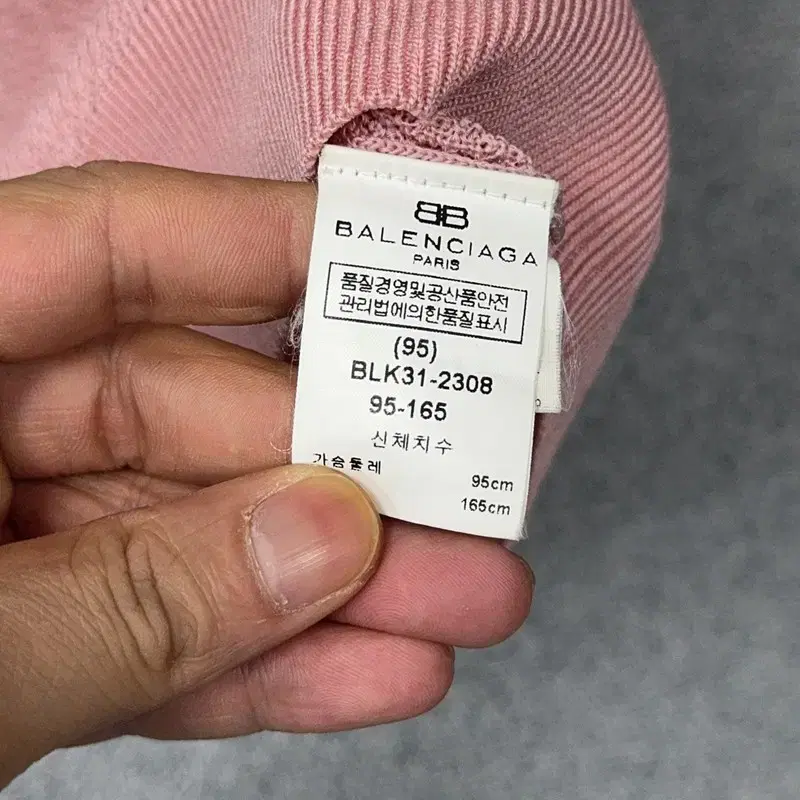 BB
BALENCIAGA
PARIS
품질경영및공산품안전
관리법에의한품질표시
(95)
BLK31-2308
95-165
신체치수
가슴둘레 95cm
165cm